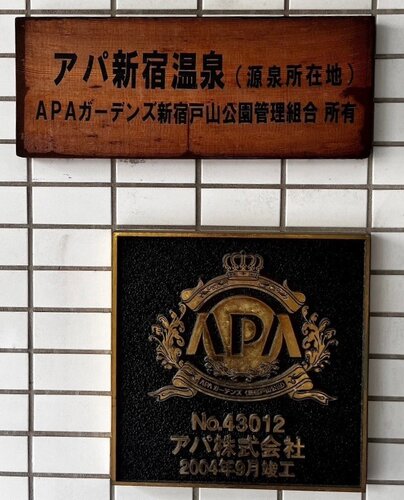 アパ新宿温泉(源泉所在地)
APAガーデンズ新宿戸山公園管理組合 所有
APA
No.43012
アパ株式会社
2004年9月竣工